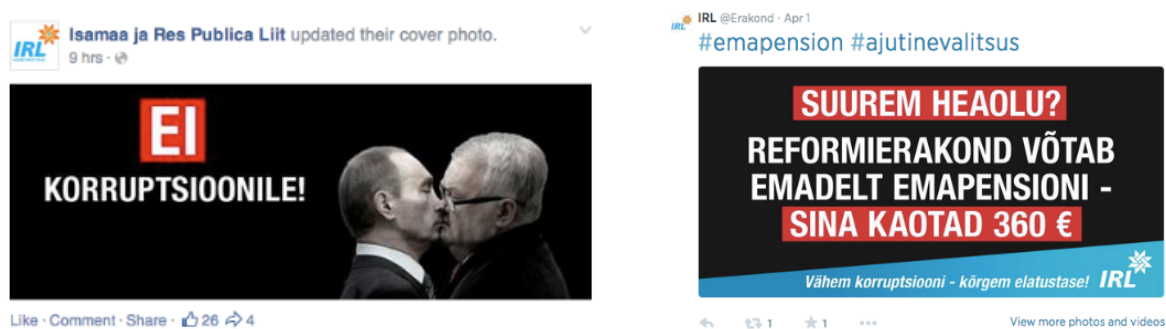 IRL
Isamaa ja Res Publica Liit updated their cover photo.
9 hrs ·
EI
KORRUPTSIOONILE!
Like · Comment · Share · 26 4
IRL
IRL @Erakond · Apr 1
#emapension #ajutinevalitsus
SUUREM HEAOLU?
REFORMIERAKOND VÕTAB
EMADELT EMAPENSIONI -
SINA KAOTAD 360 €
Vähem korruptsiooni - kõrgem elatustase! IRL
1 1 ••• View more photos and videos